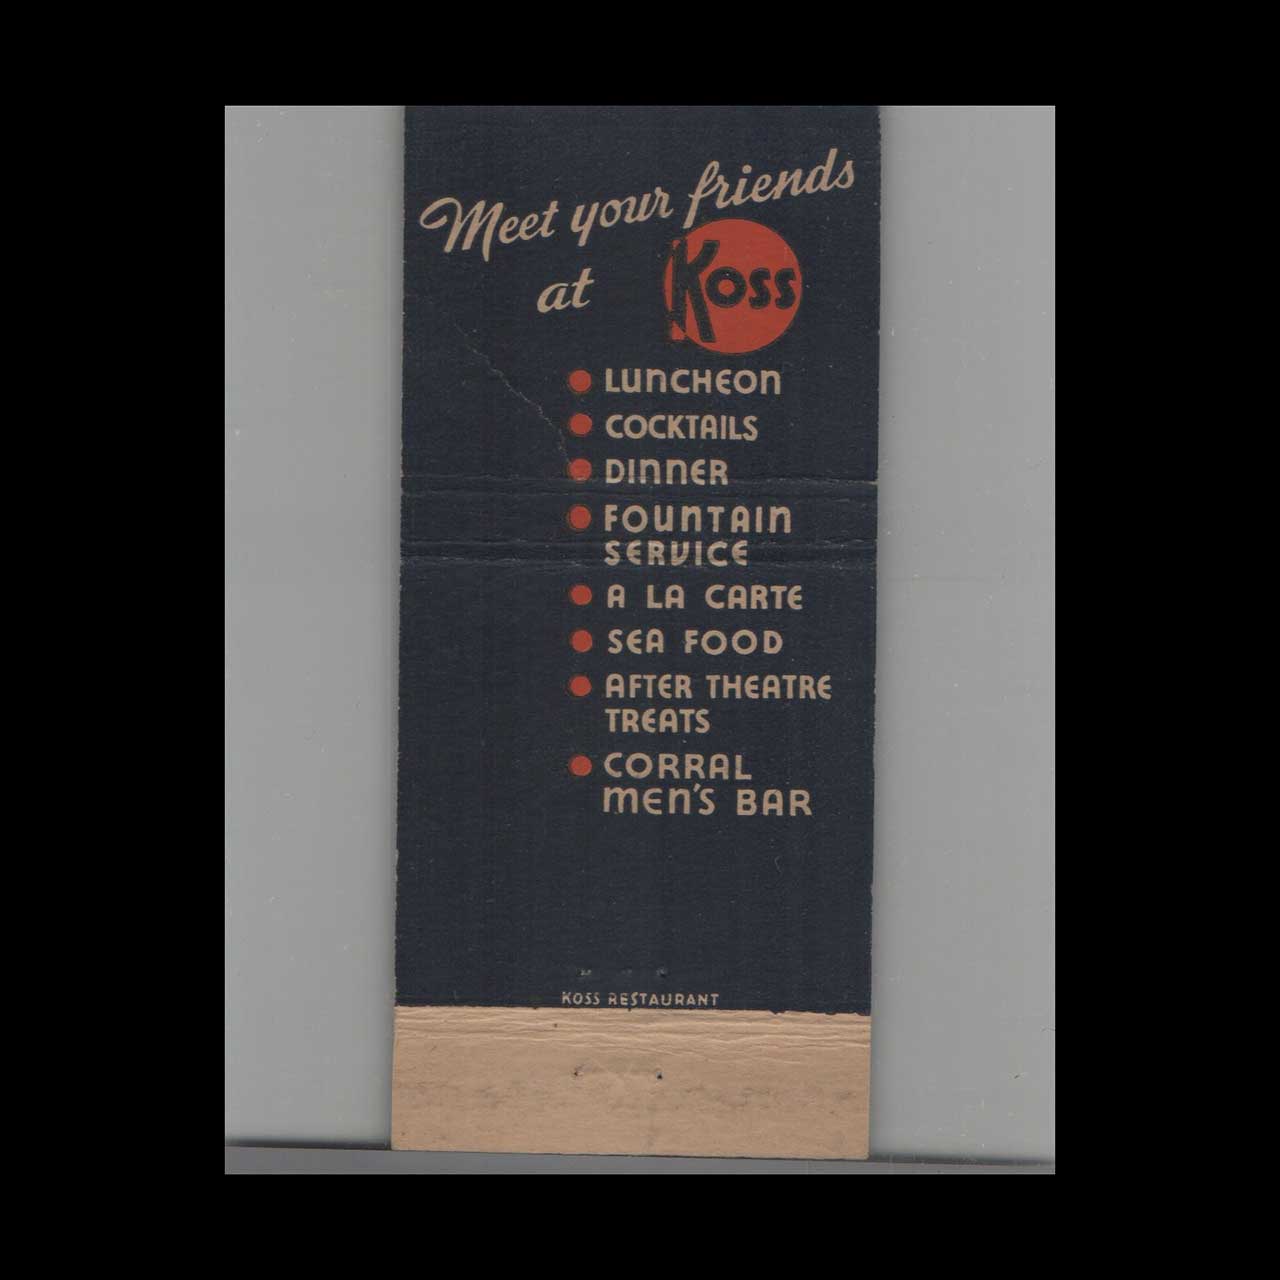 Meet your friends
at Koss
LUNCHEON
COCKTAILS
DINNER
FOUNTAIN
SERVICE
A LA CARTE
SEA FOOD
AFTER THEATRE
TREATS
CORRAL
MEN'S BAR
KOSS RESTAURANT